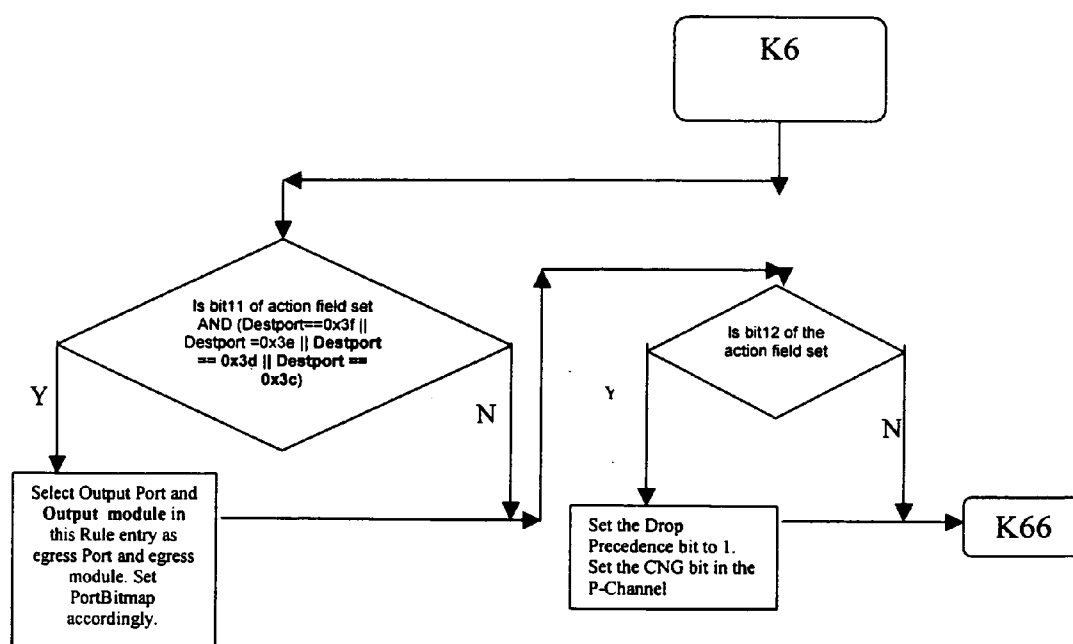 K6
Is bit11 of action field set
AND (Destport==0x3f ||
Destport =0x3e || Destport
== 0x3d || Destport ==
0x3c)
Y
N
Select Output Port and
Output module in
this Rule entry as
egress Port and egress
module. Set
PortBitmap
accordingly.
Is bit12 of the
action field set
Y
N
Set the Drop
Precedence bit to 1.
Set the CNG bit in the
P-Channel
K66